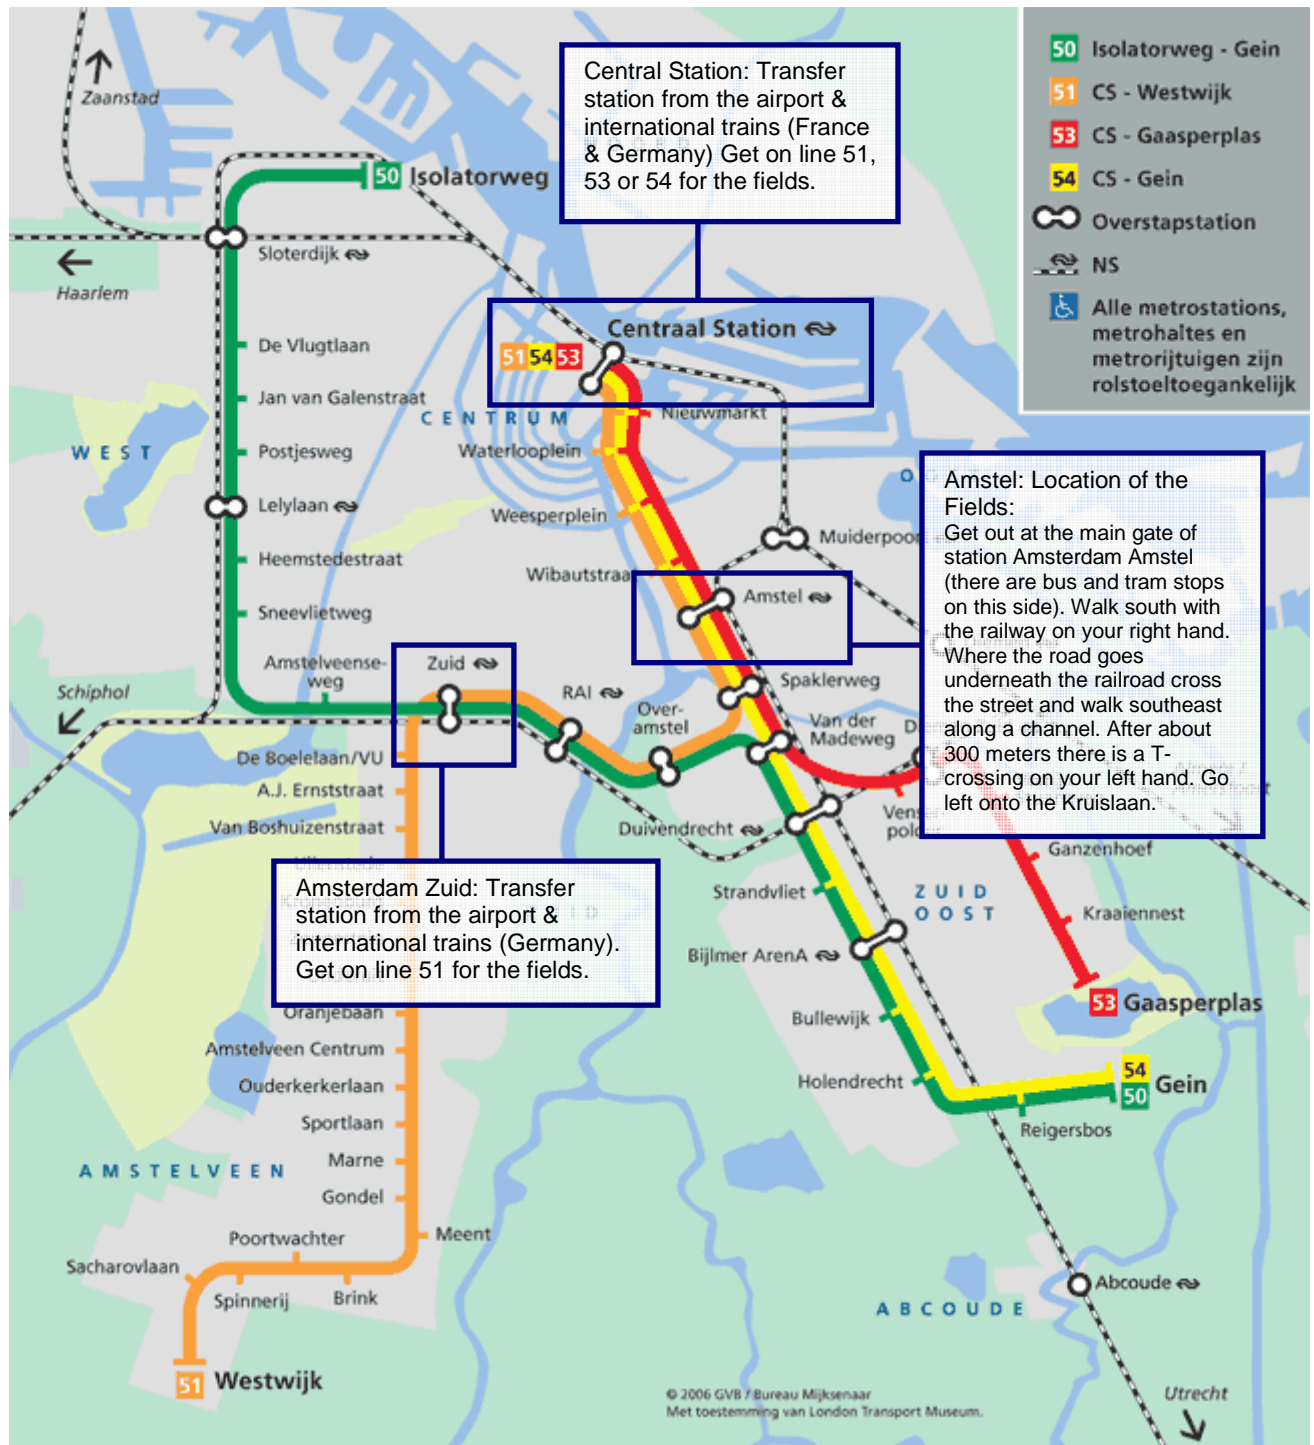 50 Isolatorweg - Gein
51 CS - Westwijk
53 CS - Gaasperplas
54 CS - Gein
Overstapstation
NS
Alle metrostations,
metrohaltes en
metrorijtuigen zijn
rolstoeltoegankelijk
Central Station: Transfer
station from the airport &
international trains (France
& Germany) Get on line 51,
53 or 54 for the fields.
Zaanstad
50 Isolatorweg
Sloterdijk
Haarlem
De Vlugtlaan
Jan van Galenstraat
Postjesweg
Lelylaan
Heemstedestraat
Sneevlietweg
Amstelveense-
weg
WEST
CENTRUM
Centraal Station
51 54 53
Nieuwmarkt
Waterlooplein
Weesperplein
Wibautstraat
Muiderpoort
Amstel
Amstel: Location of the
Fields:
Get out at the main gate of
station Amsterdam Amstel
(there are bus and tram stops
on this side). Walk south with
the railway on your right hand.
Where the road goes
underneath the railroad cross
the street and walk southeast
along a channel. After about
300 meters there is a T-
crossing on your left hand. Go
left onto the Kruislaan.
Schiphol
Zuid
RAI
Over-
amstel
Spaklerweg
Van der
Madeweg
De Boelelaan/VU
A.J. Ernststraat
Van Boshuizenstraat
Duivendrecht
Amsterdam Zuid: Transfer
station from the airport &
international trains (Germany).
Get on line 51 for the fields.
Strandvliet
ZUID
OOST
Ganzenhoef
Kraaiennest
Bijlmer ArenA
53 Gaasperplas
Bullewijk
Holendrecht
54
50 Gein
Reigersbos
Oranjebaan
Amstelveen Centrum
Ouderkerkerlaan
Sportlaan
Marne
Gondel
AMSTELVEEN
Meent
Poortwachter
Sacharovlaan
Spinnerij
Brink
51 Westwijk
Abcoude
ABCOUDE
Utrecht
© 2006 GVB / Bureau Mijksenaar
Met toestemming van London Transport Museum.